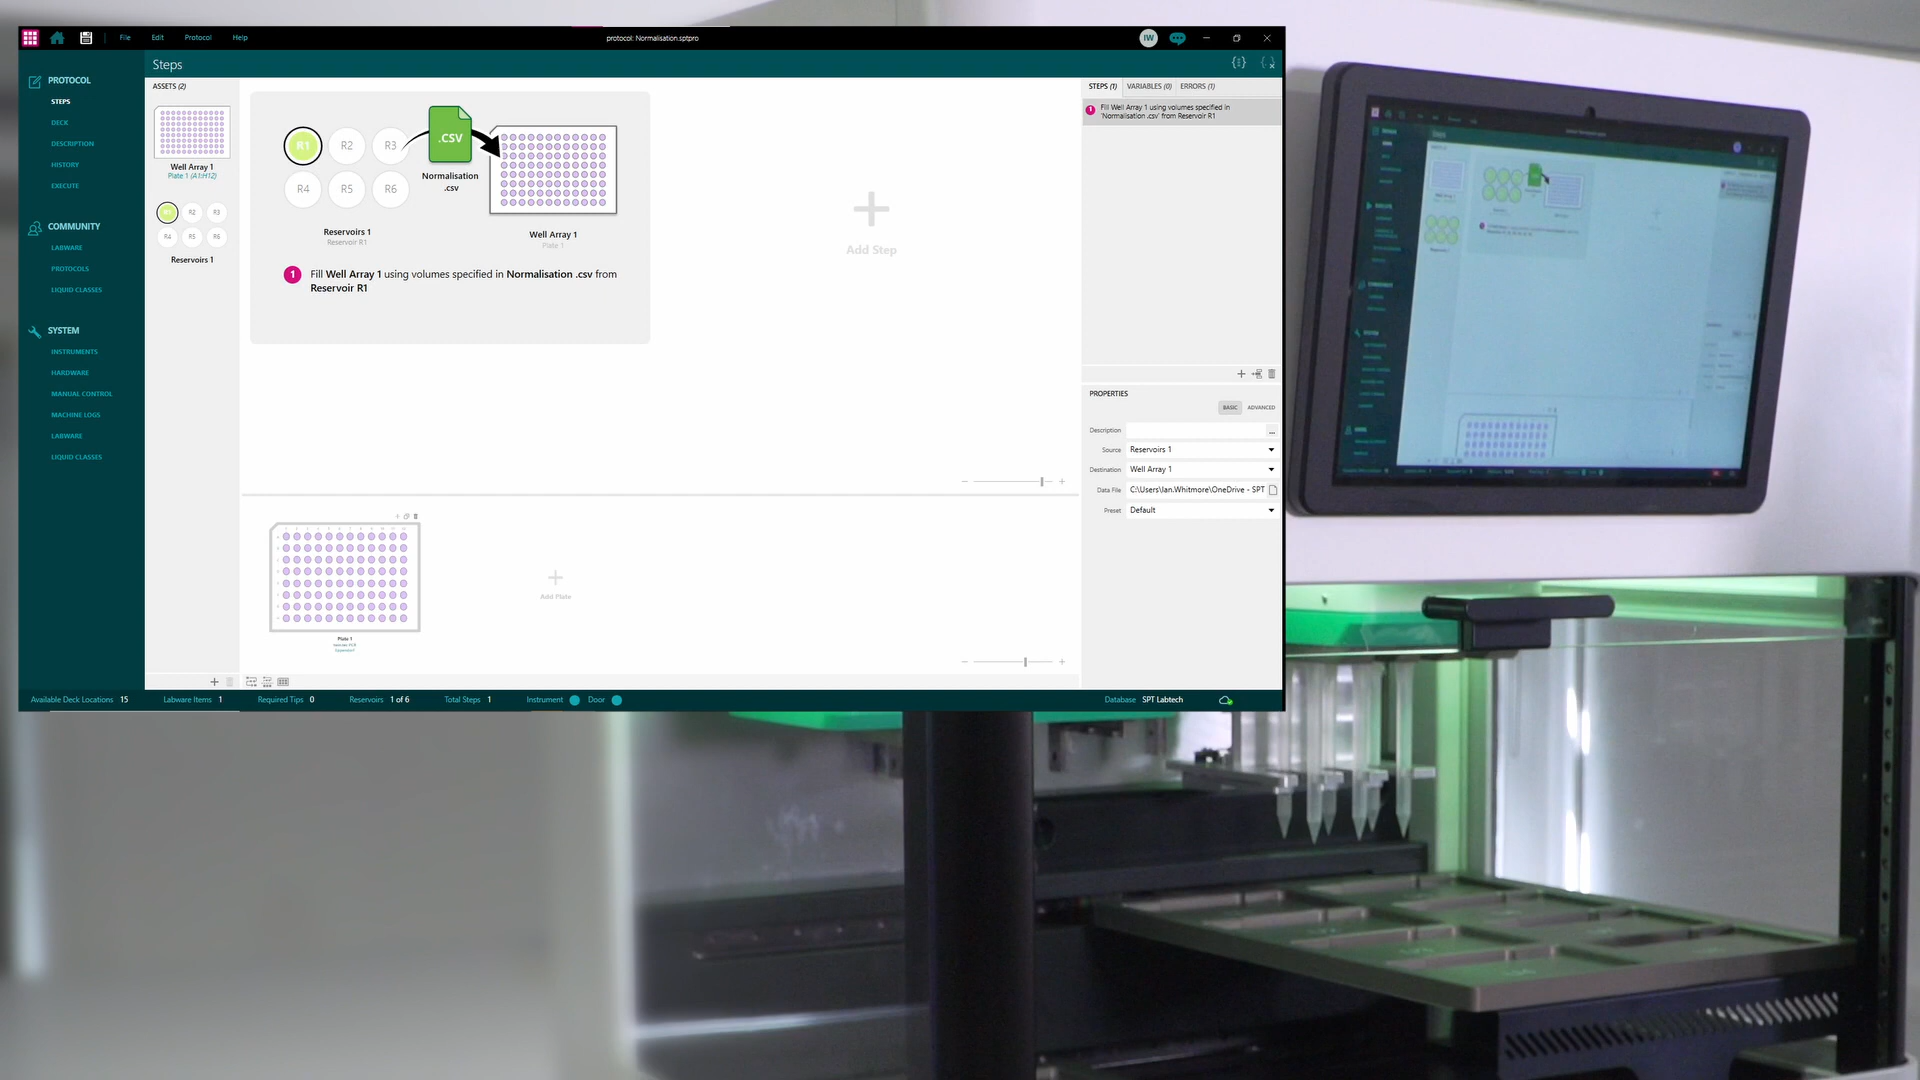 File Edit Protocol Help
protocol: Normalisation.sptpro
IW
Steps
PROTOCOL
STEPS
DECK
DESCRIPTION
HISTORY
EXECUTE
COMMUNITY
LABWARE
PROTOCOLS
LIQUID CLASSES
SYSTEM
INSTRUMENTS
HARDWARE
MANUAL CONTROL
MACHINE LOGS
LABWARE
LIQUID CLASSES
ASSETS (2)
Well Array 1
Plate 1 (A1:H12)
R1 R2 R3
R4 R5 R6
Reservoirs 1
R1 R2 R3
R4 R5 R6
.CSV
Normalisation
.csv
Reservoirs 1
Reservoir R1
Well Array 1
Plate 1
1 Fill Well Array 1 using volumes specified in Normalisation .csv from
Reservoir R1
Add Step
Plate 1
Add Plate
STEPS (1) VARIABLES (0) ERRORS (1)
1 Fill Well Array 1 using volumes specified in
'Normalisation .csv' from Reservoir R1
PROPERTIES
BASIC ADVANCED
Description ...
Source Reservoirs 1
Destination Well Array 1
Data File C:\Users\Ian.Whitmore\OneDrive - SPT
Preset Default
Available Deck Locations 15 Labware Items 1 Required Tips 0 Reservoirs 1 of 6 Total Steps 1 Instrument Door Database SPT Labtech